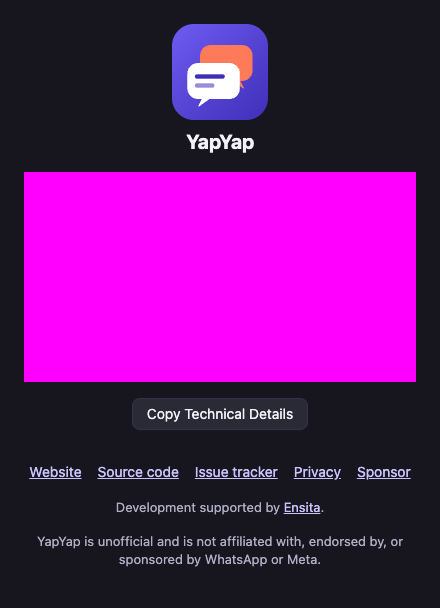 YapYap
Copy Technical Details
Website Source code Issue tracker Privacy Sponsor
Development supported by Ensita.
YapYap is unofficial and is not affiliated with, endorsed by, or
sponsored by WhatsApp or Meta.